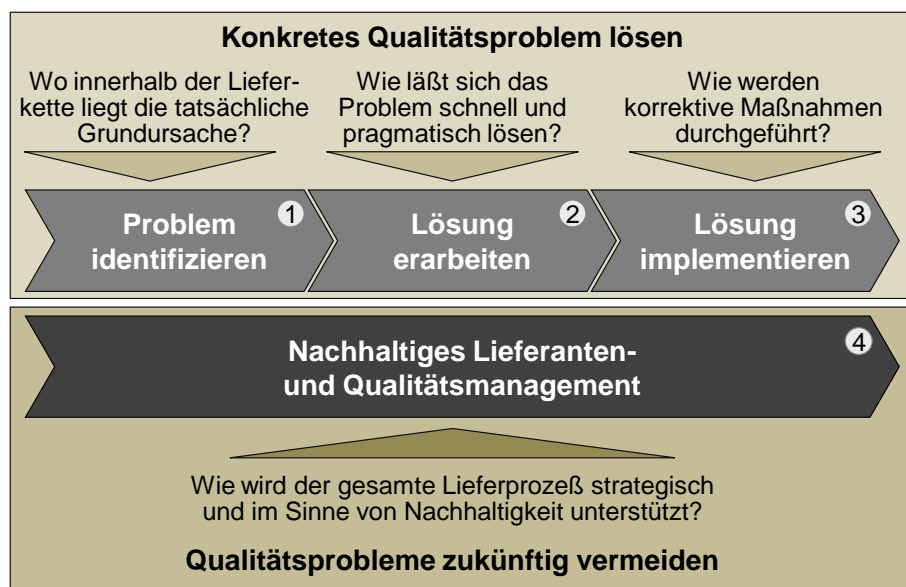 Konkretes Qualitätsproblem lösen
Wo innerhalb der Liefer-
kette liegt die tatsächliche
Grundursache?
Wie läßt sich das
Problem schnell und
pragmatisch lösen?
Wie werden
korrektive Maßnahmen
durchgeführt?
1
Problem
identifizieren
2
Lösung
erarbeiten
3
Lösung
implementieren
4
Nachhaltiges Lieferanten-
und Qualitätsmanagement
Wie wird der gesamte Lieferprozeß strategisch
und im Sinne von Nachhaltigkeit unterstützt?
Qualitätsprobleme zukünftig vermeiden